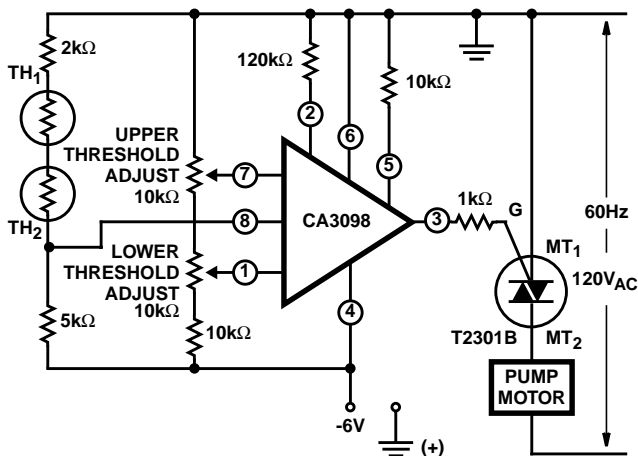 2kΩ
TH1
TH2
5kΩ
UPPER
THRESHOLD
ADJUST
10kΩ
LOWER
THRESHOLD
ADJUST
10kΩ
10kΩ
120kΩ
10kΩ
2
6
5
7
8
1
4
3
CA3098
1kΩ
G
MT1
MT2
T2301B
PUMP
MOTOR
60Hz
120VAC
-6V
(+)